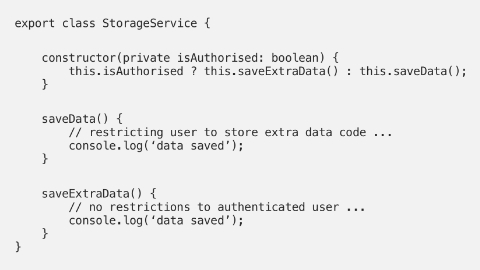 export class StorageService {
constructor(private isAuthorised: boolean) {
this.isAuthorised ? this.saveExtraData() : this.saveData();
}
saveData() {
// restricting user to store extra data code ...
console.log(‘data saved’);
}
saveExtraData() {
// no restrictions to authenticated user ...
console.log(‘data saved’);
}
}